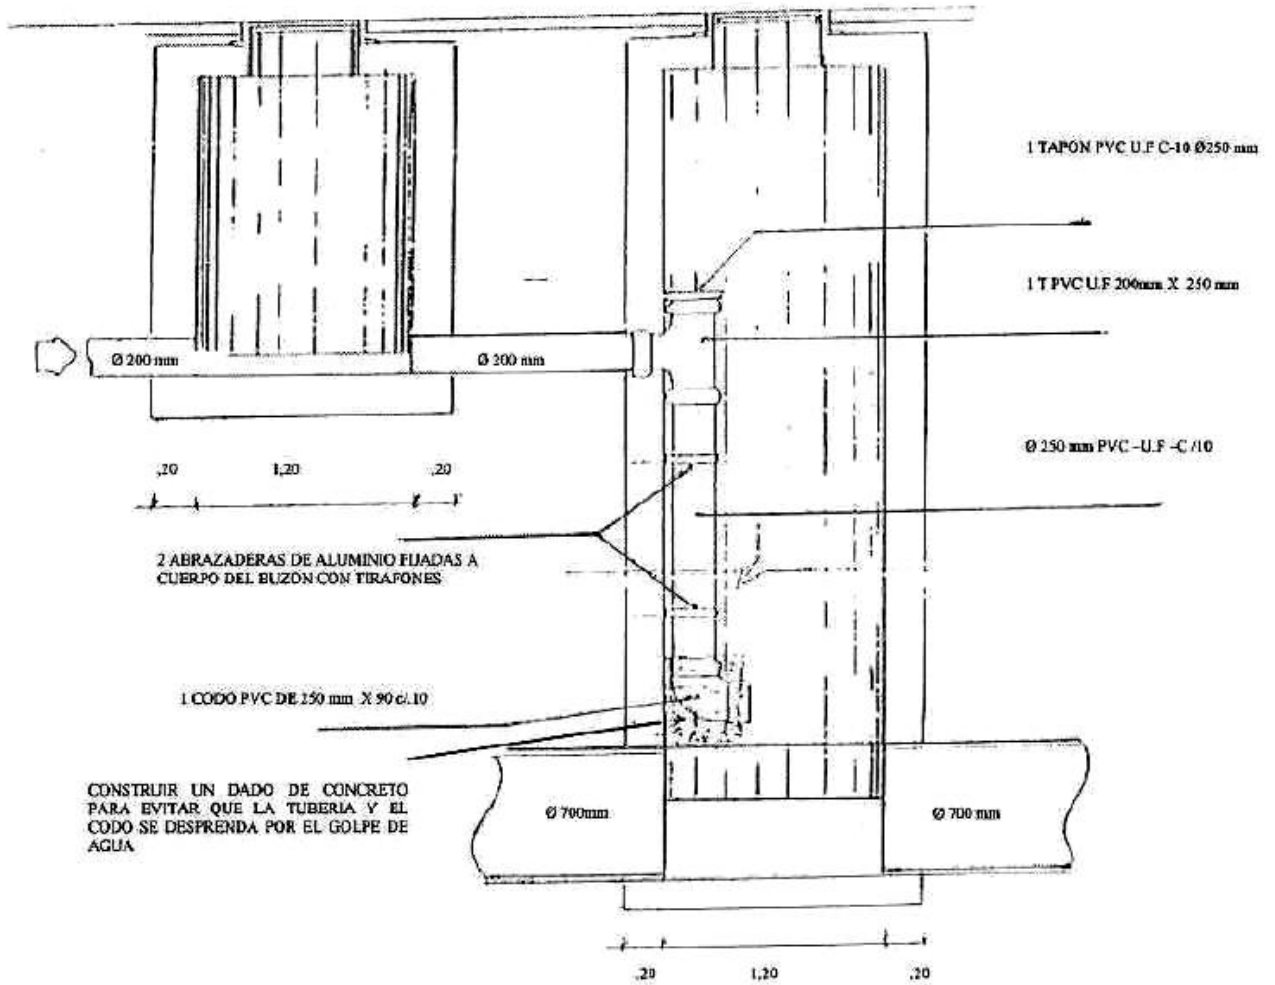 1 TAPON PVC U.F C-10 Ø250 mm
1 T PVC U.F 200mm X 250 mm
Ø 200 mm
Ø 200 mm
Ø 250 mm PVC -U.F -C /10
,20
1,20
,20
2 ABRAZADERAS DE ALUMINIO FIJADAS A
CUERPO DEL BUZON CON TIRAFONES
1 CODO PVC DE 250 mm X 90 c/.10
CONSTRUIR UN DADO DE CONCRETO
PARA EVITAR QUE LA TUBERIA Y EL
CODO SE DESPRENDA POR EL GOLPE DE
AGUA
Ø 700mm
Ø 700 mm
,20
1,20
,20